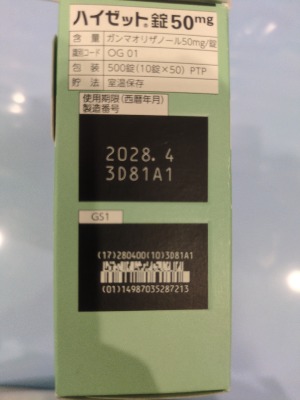 ハイゼット錠50mg
含 量 ガンマオリザノール50mg/錠
識別コード OG 01
包 装 500錠(10錠×50) PTP
貯 法 室温保存
使用期限(西暦年月)
製造番号
2028. 4
3D81A1
GS1
(17)280400(10)3D81A1
(01)14987035287213